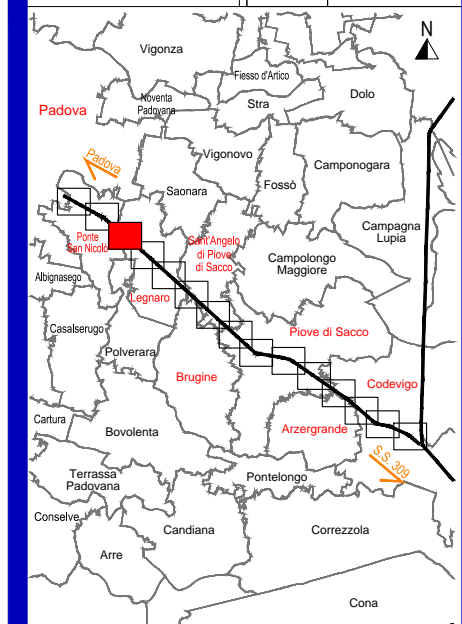 N
Vigonza
Fiesso d'Artico
Dolo
Padova
Noventa
Padovana
Stra
Vigonovo
Padova
Camponogara
Saonara
Fossò
Campagna
Lupia
Ponte
San Nicolò
Sant'Angelo
di Piove
di Sacco
Campolongo
Maggiore
Albignasego
Legnaro
Casalserugo
Piove di Sacco
Polverara
Brugine
Codevigo
Cartura
Bovolenta
Arzergrande
S.S. 309
Terrassa
Padovana
Pontelongo
Conselve
Candiana
Correzzola
Arre
Cona